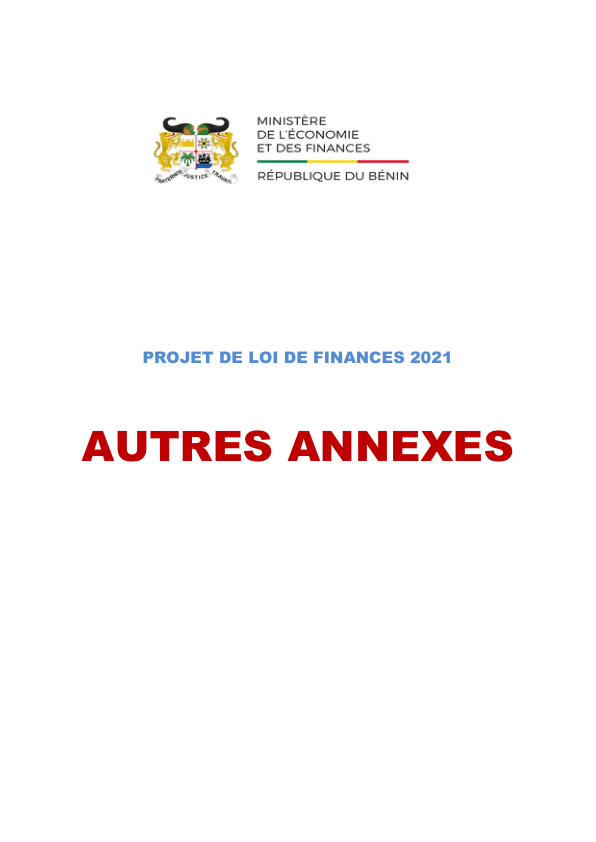 MINISTÈRE
DE L'ÉCONOMIE
ET DES FINANCES
RÉPUBLIQUE DU BÉNIN
FRATERNITÉ JUSTICE TRAVAIL
PROJET DE LOI DE FINANCES 2021
AUTRES ANNEXES